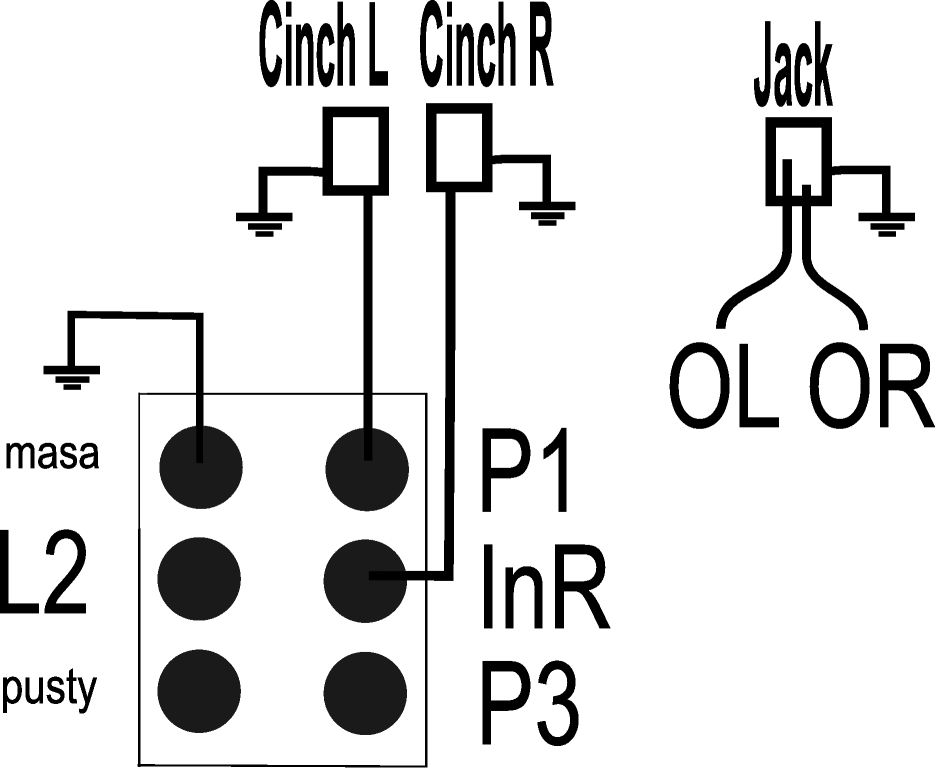 Cinch L Cinch R
Jack
OL OR
masa P1
L2 InR
pusty P3